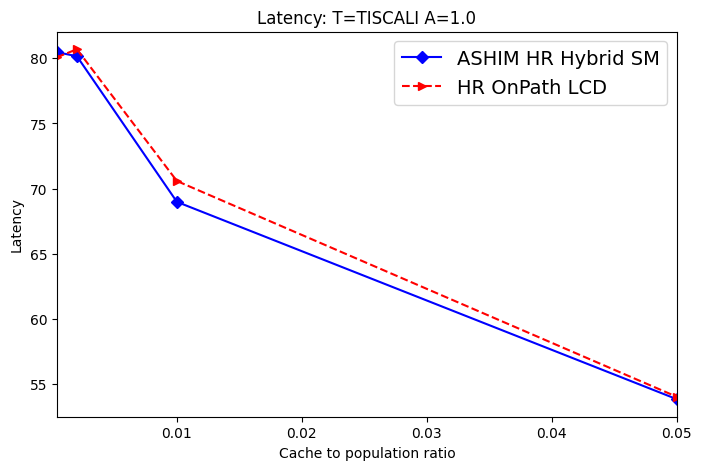 Latency: T=TISCALI A=1.0
ASHIM HR Hybrid SM
HR OnPath LCD
80
75
70
65
60
55
Latency
0.01
0.02
0.03
0.04
0.05
Cache to population ratio